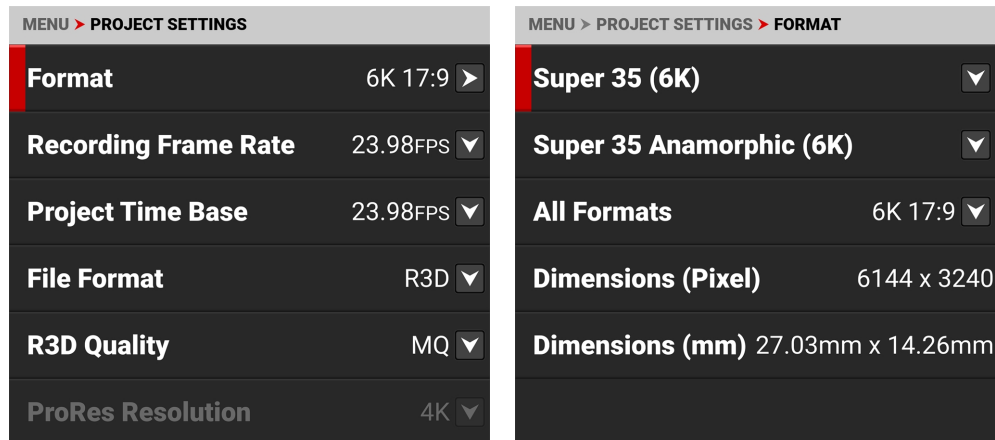 MENU PROJECT SETTINGS
Format 6K 17:9
Recording Frame Rate 23.98FPS
Project Time Base 23.98FPS
File Format R3D
R3D Quality MQ
ProRes Resolution 4K
MENU PROJECT SETTINGS FORMAT
Super 35 (6K)
Super 35 Anamorphic (6K)
All Formats 6K 17:9
Dimensions (Pixel) 6144 x 3240
Dimensions (mm) 27.03mm x 14.26mm